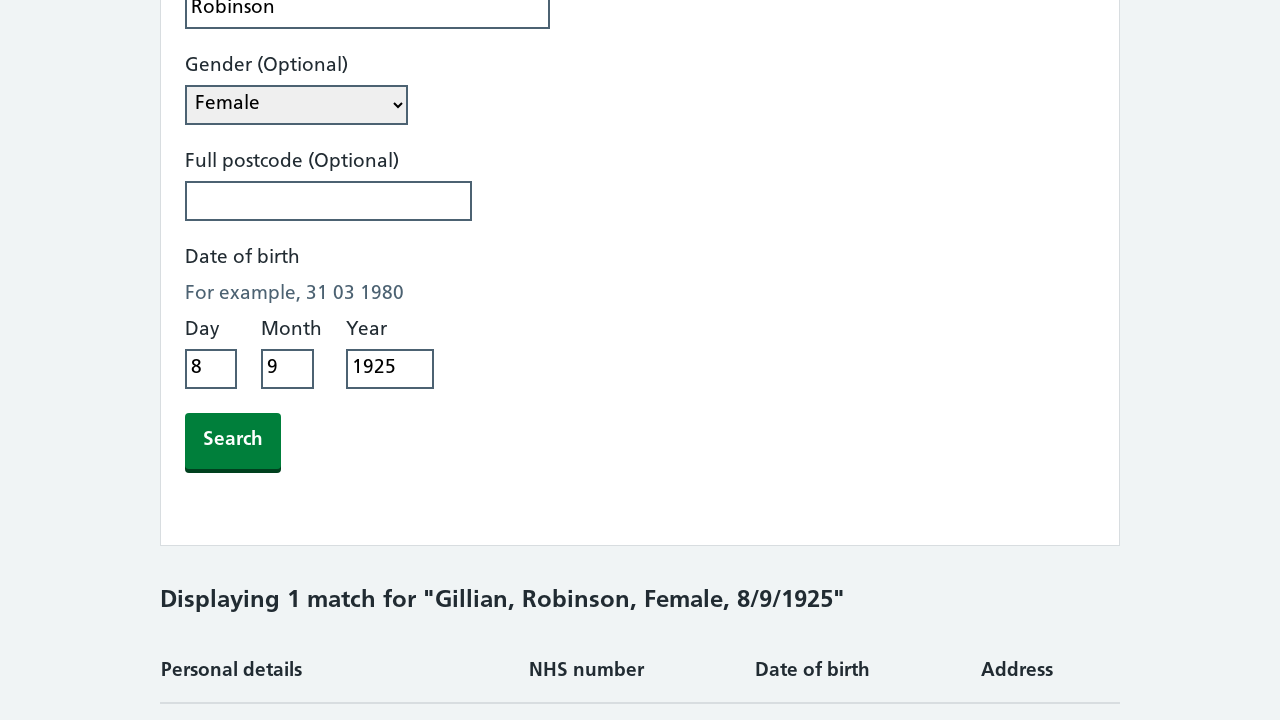 Robinson
Gender (Optional)
Female
Full postcode (Optional)
Date of birth
For example, 31 03 1980
Day Month Year
8 9 1925
Search
Displaying 1 match for "Gillian, Robinson, Female, 8/9/1925"
Personal details NHS number Date of birth Address